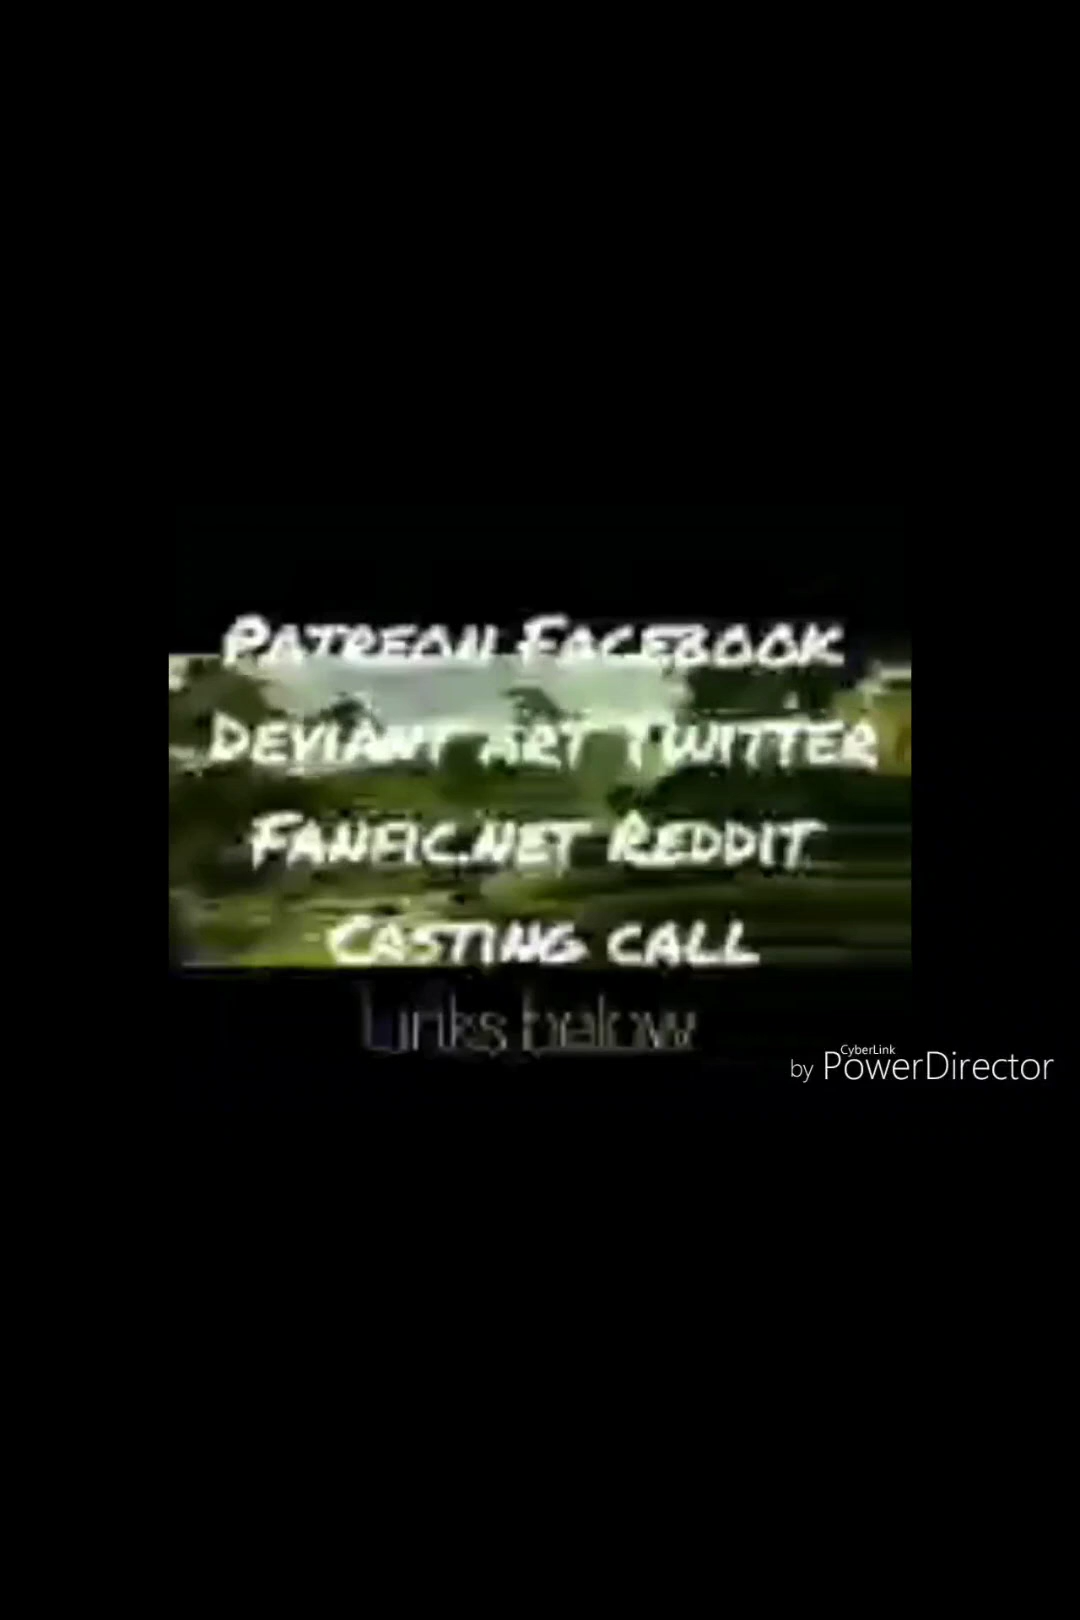 Patreon Facebook
Deviant art Twitter
Fanfic.net Reddit
Casting call
Links below
by CyberLink PowerDirector